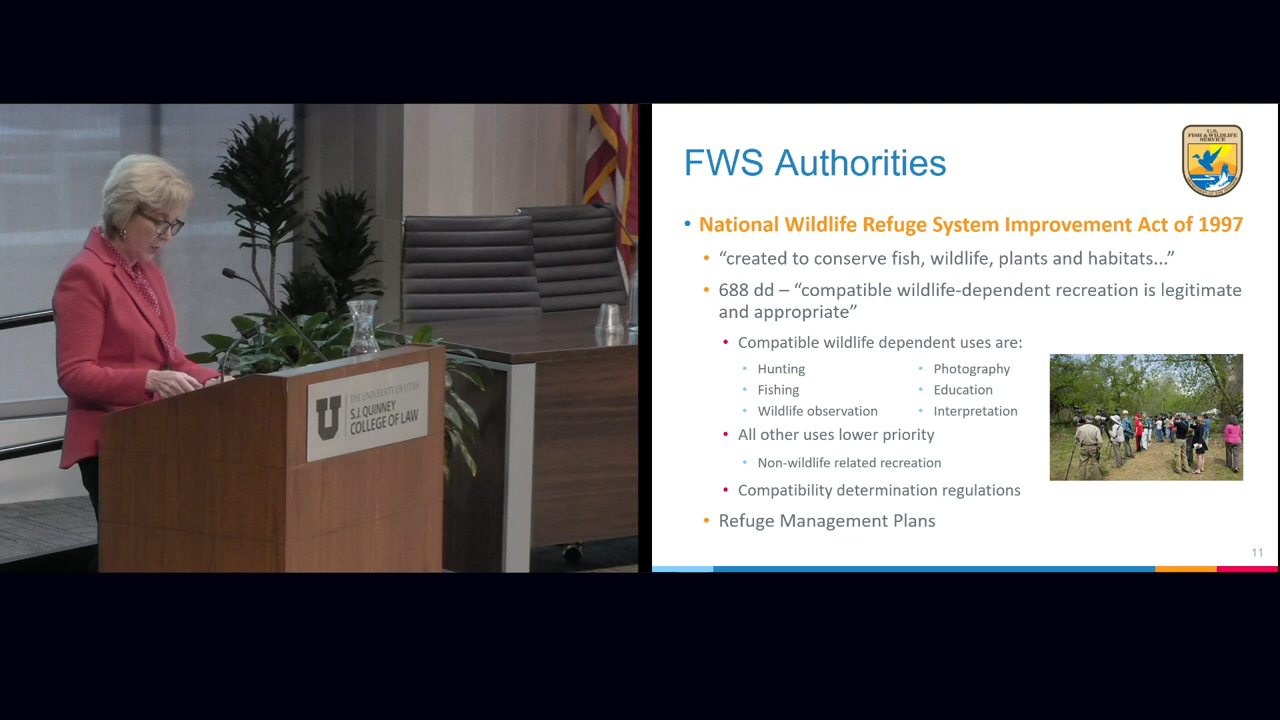 THE UNIVERSITY OF UTAH
U
S.J. QUINNEY
COLLEGE OF LAW
FWS Authorities
U.S.
FISH & WILDLIFE
SERVICE
• National Wildlife Refuge System Improvement Act of 1997
• “created to conserve fish, wildlife, plants and habitats...”
• 688 dd – “compatible wildlife-dependent recreation is legitimate
and appropriate”
• Compatible wildlife dependent uses are:
• Hunting
• Fishing
• Wildlife observation
• Photography
• Education
• Interpretation
• All other uses lower priority
• Non-wildlife related recreation
• Compatibility determination regulations
• Refuge Management Plans
11